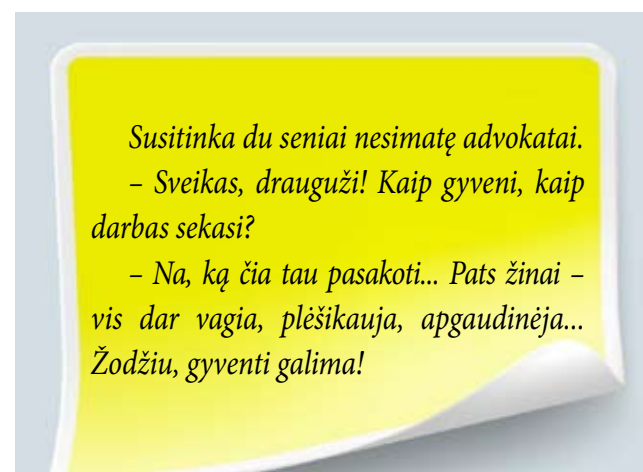 Susitinka du seniai nesimatę advokatai.
– Sveikas, drauguži! Kaip gyveni, kaip
darbas sekasi?
– Na, ką čia tau pasakoti... Pats žinai –
vis dar vagia, plėšikauja, apgaudinėja...
Žodžiu, gyventi galima!